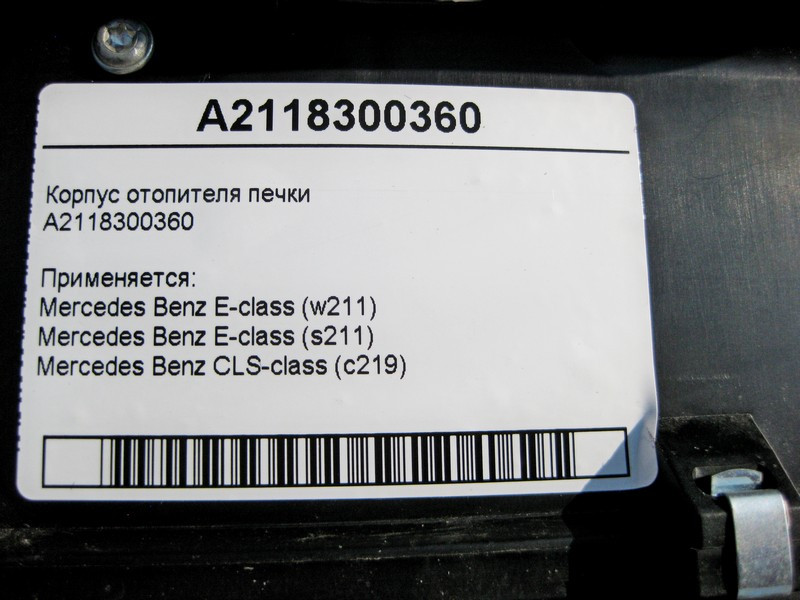 A2118300360
Корпус отопителя печки
A2118300360
Применяется:
Mercedes Benz E-class (w211)
Mercedes Benz E-class (s211)
Mercedes Benz CLS-class (c219)